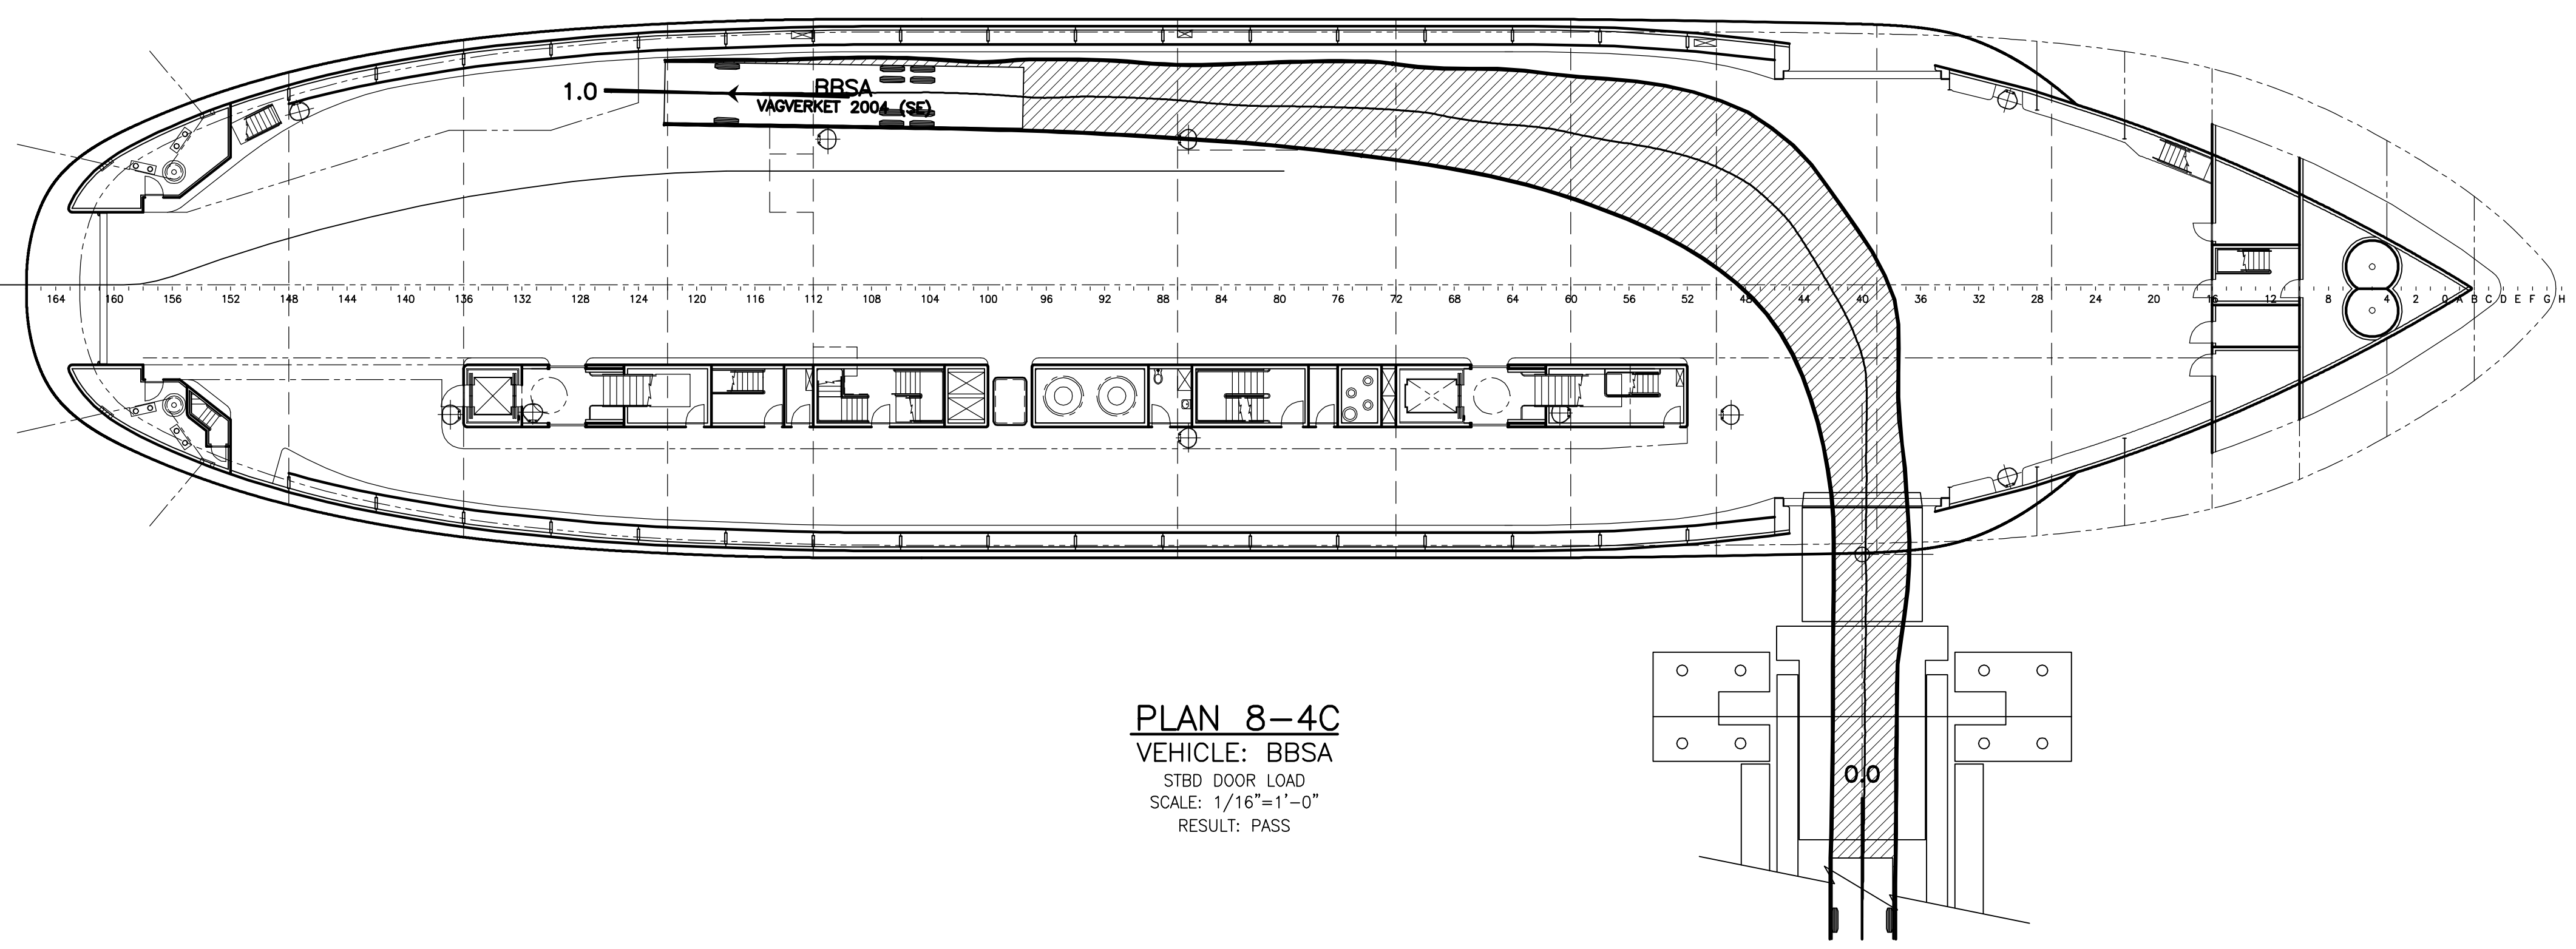 1.0
BBSA
VAGVERKET 2004 (SE)
164 160 156 152 148 144 140 136 132 128 124 120 116 112 108 104 100 96 92 88 84 80 76 72 68 64 60 56 52 48 44 40 36 32 28 24 20 16 12 8 4 2 0 A B C D E F G H
PLAN 8-4C
VEHICLE: BBSA
STBD DOOR LOAD
SCALE: 1/16"=1'-0"
RESULT: PASS
0.0